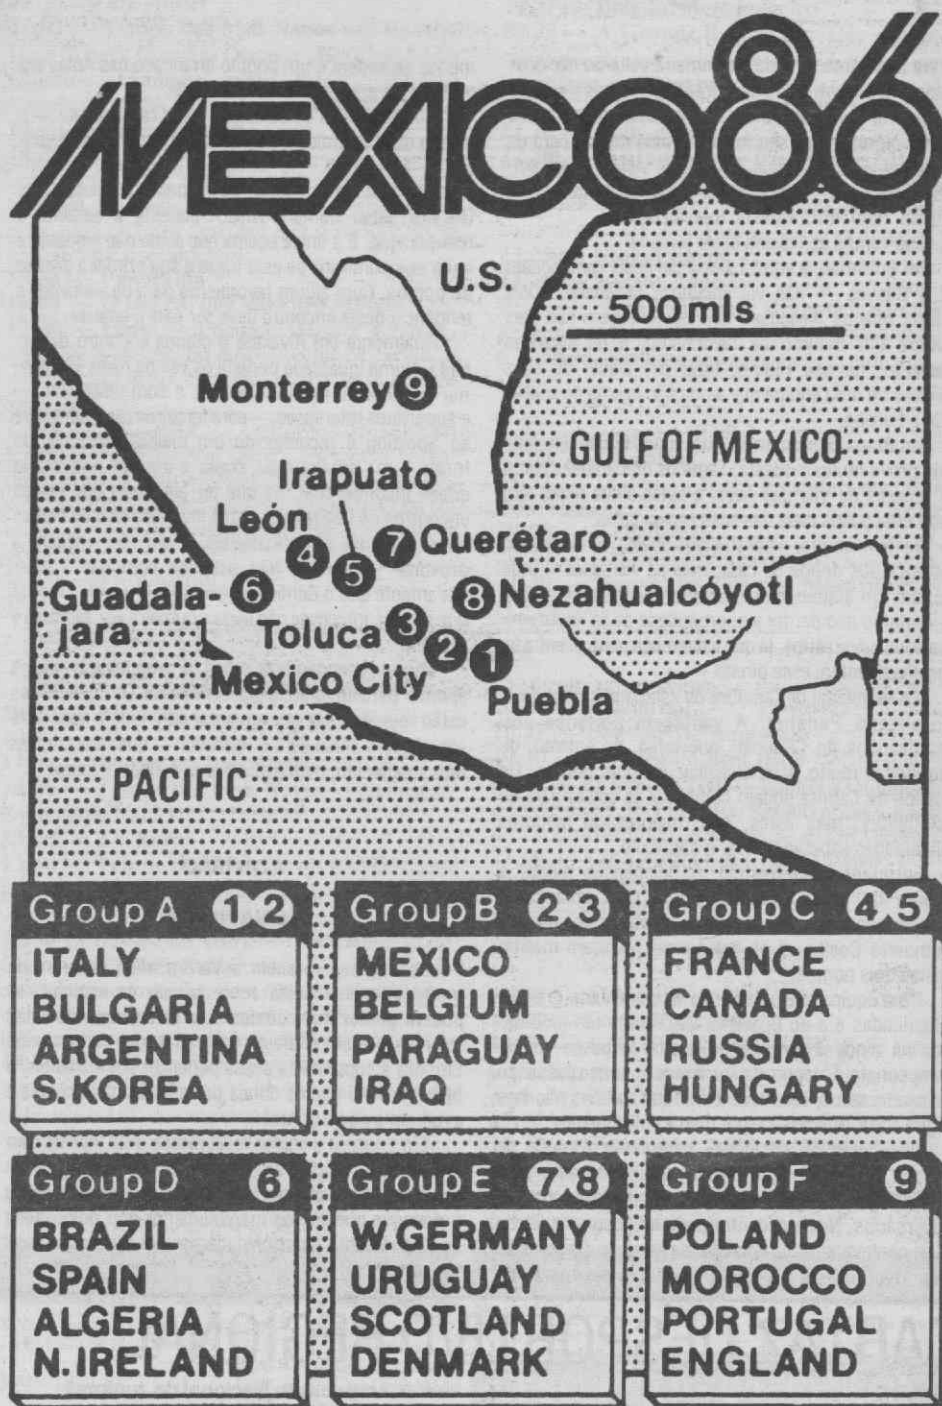 MEXICO86
U.S.
500 mls
Monterrey 9
GULF OF MEXICO
Irapuato
León
4
5
7 Querétaro
Guadala- 6
jara
8 Nezahualcóyotl
Toluca 3
2
1
Mexico City
Puebla
PACIFIC
Group A 1 2
ITALY
BULGARIA
ARGENTINA
S.KOREA
Group B 2 3
MEXICO
BELGIUM
PARAGUAY
IRAQ
Group C 4 5
FRANCE
CANADA
RUSSIA
HUNGARY
Group D 6
BRAZIL
SPAIN
ALGERIA
N.IRELAND
Group E 7 8
W.GERMANY
URUGUAY
SCOTLAND
DENMARK
Group F 9
POLAND
MOROCCO
PORTUGAL
ENGLAND